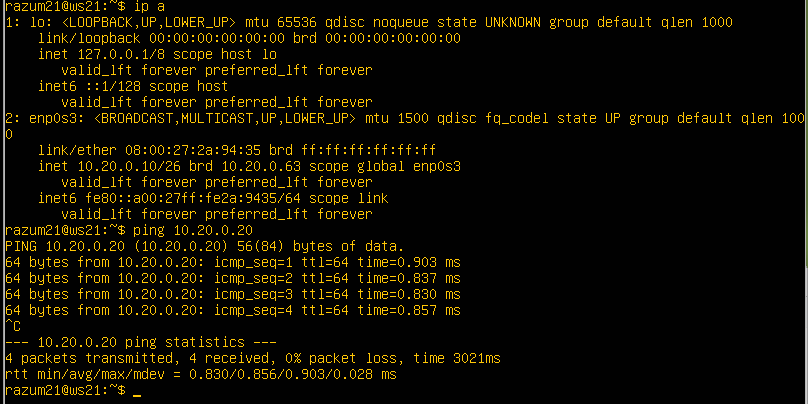 razum21@ws21:~$ ip a
1: lo: <LOOPBACK,UP,LOWER_UP> mtu 65536 qdisc noqueue state UNKNOWN group default qlen 1000
    link/loopback 00:00:00:00:00:00 brd 00:00:00:00:00:00
    inet 127.0.0.1/8 scope host lo
       valid_lft forever preferred_lft forever
    inet6 ::1/128 scope host
       valid_lft forever preferred_lft forever
2: enp0s3: <BROADCAST,MULTICAST,UP,LOWER_UP> mtu 1500 qdisc fq_codel state UP group default qlen 100
0
    link/ether 08:00:27:2a:94:35 brd ff:ff:ff:ff:ff:ff
    inet 10.20.0.10/26 brd 10.20.0.63 scope global enp0s3
       valid_lft forever preferred_lft forever
    inet6 fe80::a00:27ff:fe2a:9435/64 scope link
       valid_lft forever preferred_lft forever
razum21@ws21:~$ ping 10.20.0.20
PING 10.20.0.20 (10.20.0.20) 56(84) bytes of data.
64 bytes from 10.20.0.20: icmp_seq=1 ttl=64 time=0.903 ms
64 bytes from 10.20.0.20: icmp_seq=2 ttl=64 time=0.837 ms
64 bytes from 10.20.0.20: icmp_seq=3 ttl=64 time=0.830 ms
64 bytes from 10.20.0.20: icmp_seq=4 ttl=64 time=0.857 ms
^C
--- 10.20.0.20 ping statistics ---
4 packets transmitted, 4 received, 0% packet loss, time 3021ms
rtt min/avg/max/mdev = 0.830/0.856/0.903/0.028 ms
razum21@ws21:~$ _